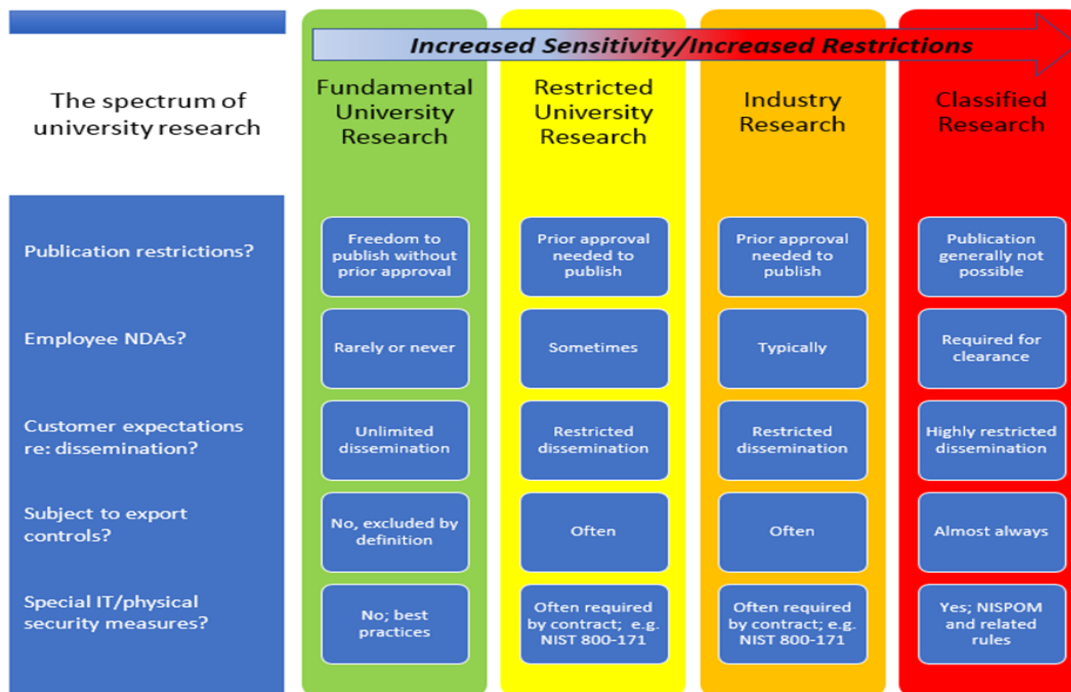 Increased Sensitivity/Increased Restrictions
The spectrum of
university research
Fundamental
University
Research
Restricted
University
Research
Industry
Research
Classified
Research
Publication restrictions?
Freedom to
publish without
prior approval
Prior approval
needed to
publish
Prior approval
needed to
publish
Publication
generally not
possible
Employee NDAs?
Rarely or never
Sometimes
Typically
Required for
clearance
Customer expectations
re: dissemination?
Unlimited
dissemination
Restricted
dissemination
Restricted
dissemination
Highly restricted
dissemination
Subject to export
controls?
No, excluded by
definition
Often
Often
Almost always
Special IT/physical
security measures?
No; best
practices
Often required
by contract; e.g.
NIST 800-171
Often required
by contract; e.g.
NIST 800-171
Yes; NISPOM
and related
rules